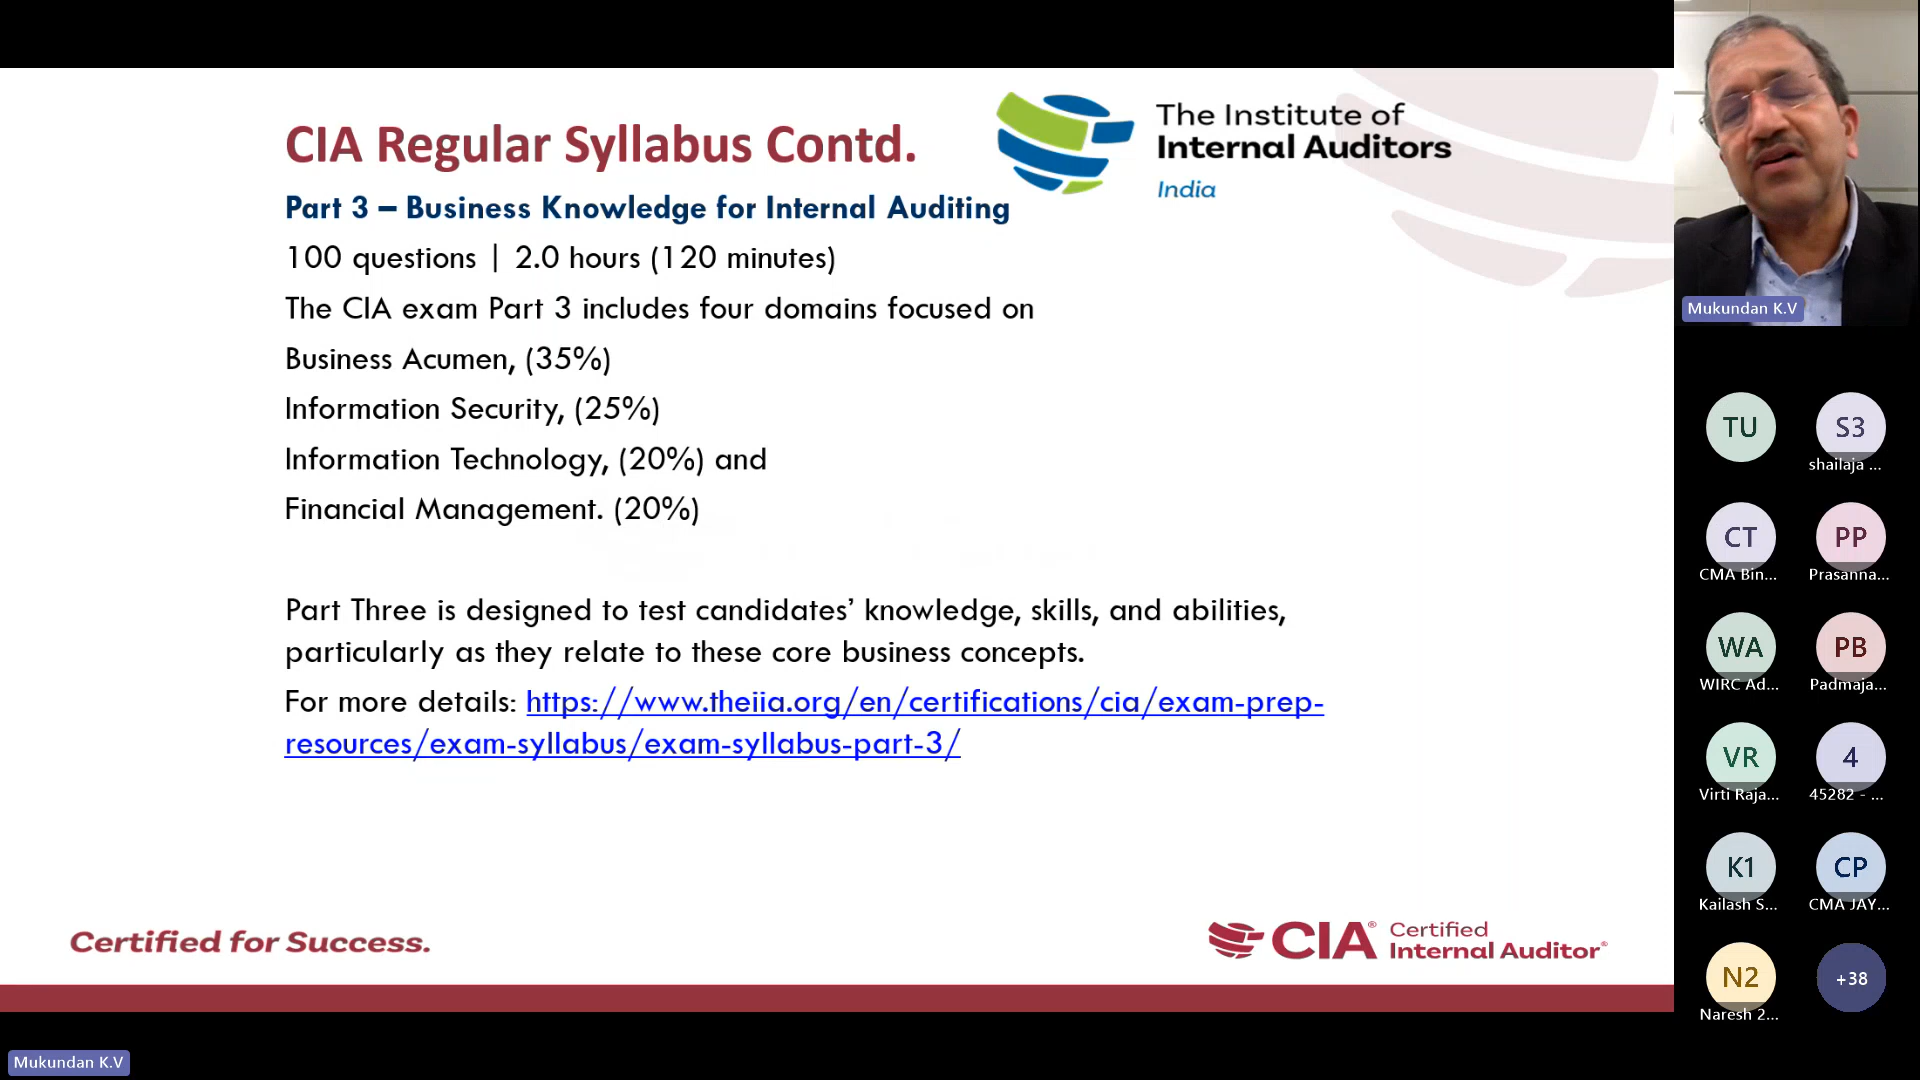 CIA Regular Syllabus Contd.
The Institute of
Internal Auditors
India
Part 3 – Business Knowledge for Internal Auditing
100 questions | 2.0 hours (120 minutes)
The CIA exam Part 3 includes four domains focused on
Business Acumen, (35%)
Information Security, (25%)
Information Technology, (20%) and
Financial Management. (20%)
Part Three is designed to test candidates’ knowledge, skills, and abilities,
particularly as they relate to these core business concepts.
For more details: https://www.theiia.org/en/certifications/cia/exam-prep-
resources/exam-syllabus/exam-syllabus-part-3/
Certified for Success.
CIA® Certified
Internal Auditor®
Mukundan K.V
Mukundan K.V
TU
S3
shailaja ...
CT
CMA Bin...
PP
Prasanna...
WA
WIRC Ad...
PB
Padmaja...
VR
Virti Raja...
4
45282 - ...
K1
Kailash S...
CP
CMA JAY...
N2
Naresh 2...
+38